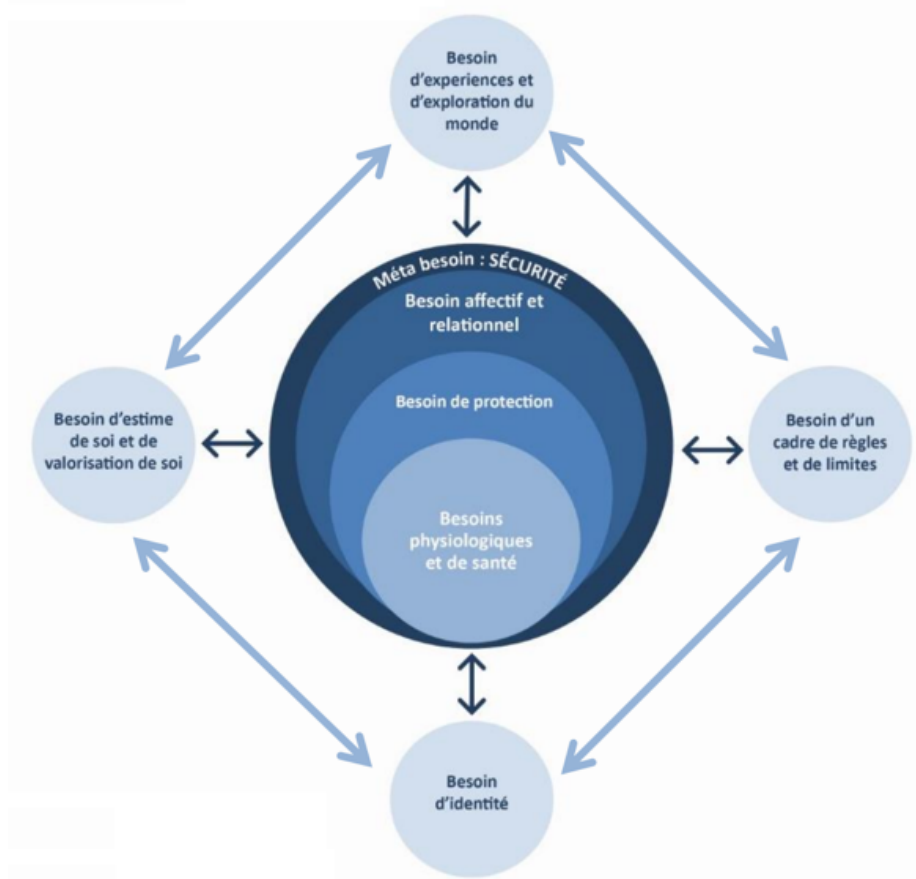 Besoin
d'experiences et
d'exploration du
monde
Méta besoin : SÉCURITÉ
Besoin affectif et
relationnel
Besoin de protection
Besoins
physiologiques
et de santé
Besoin d'estime
de soi et de
valorisation de soi
Besoin d'un
cadre de règles
et de limites
Besoin
d'identité